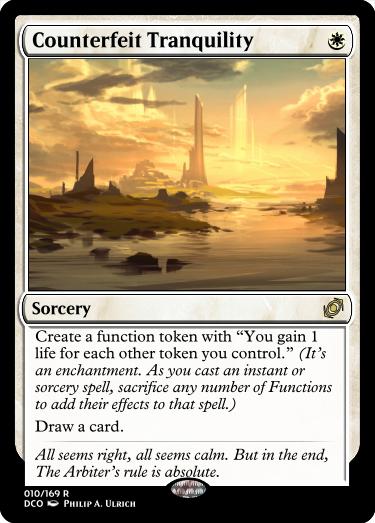 Counterfeit Tranquility
Sorcery
Create a function token with “You gain 1
life for each other token you control.” (It's
an enchantment. As you cast an instant or
sorcery spell, sacrifice any number of Functions
to add their effects to that spell.)
Draw a card.
All seems right, all seems calm. But in the end,
The Arbiter's rule is absolute.
010/169 R
DCO Philip A. Ulrich